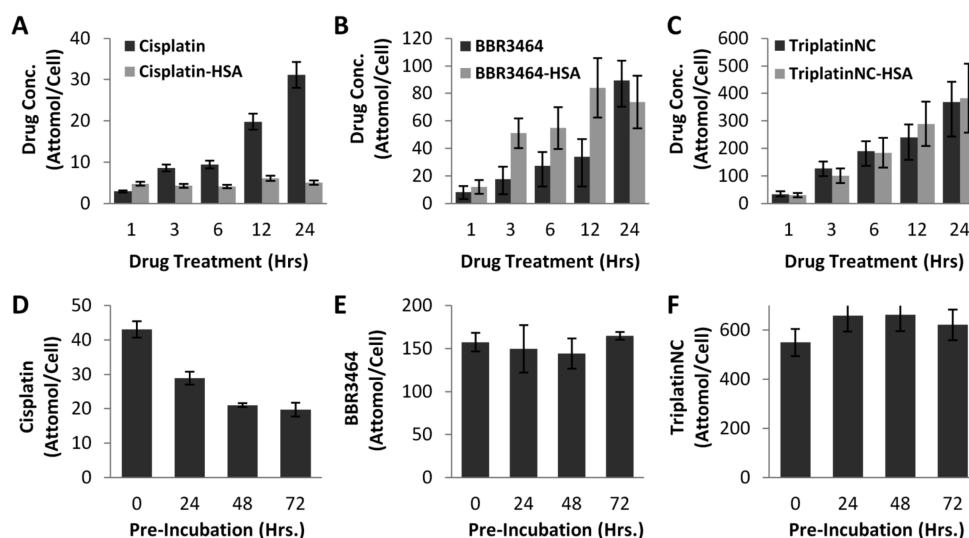 A
Drug Conc.
(Attomol/Cell)
40
30
20
10
0
Cisplatin
Cisplatin-HSA
1 3 6 12 24
Drug Treatment (Hrs)
B
Drug Conc.
(Attomol/Cell)
120
100
80
60
40
20
0
BBR3464
BBR3464-HSA
1 3 6 12 24
Drug Treatment (Hrs)
C
Drug Conc.
(Attomol/Cell)
600
500
400
300
200
100
0
TriplatinNC
TriplatinNC-HSA
1 3 6 12 24
Drug Treatment (Hrs)
D
Cisplatin
(Attomol/Cell)
50
40
30
20
10
0
0 24 48 72
Pre-Incubation (Hrs.)
E
BBR3464
(Attomol/Cell)
200
150
100
50
0
0 24 48 72
Pre-Incubation (Hrs.)
F
TriplatinNC
(Attomol/Cell)
600
400
200
0
0 24 48 72
Pre-Incubation (Hrs.)